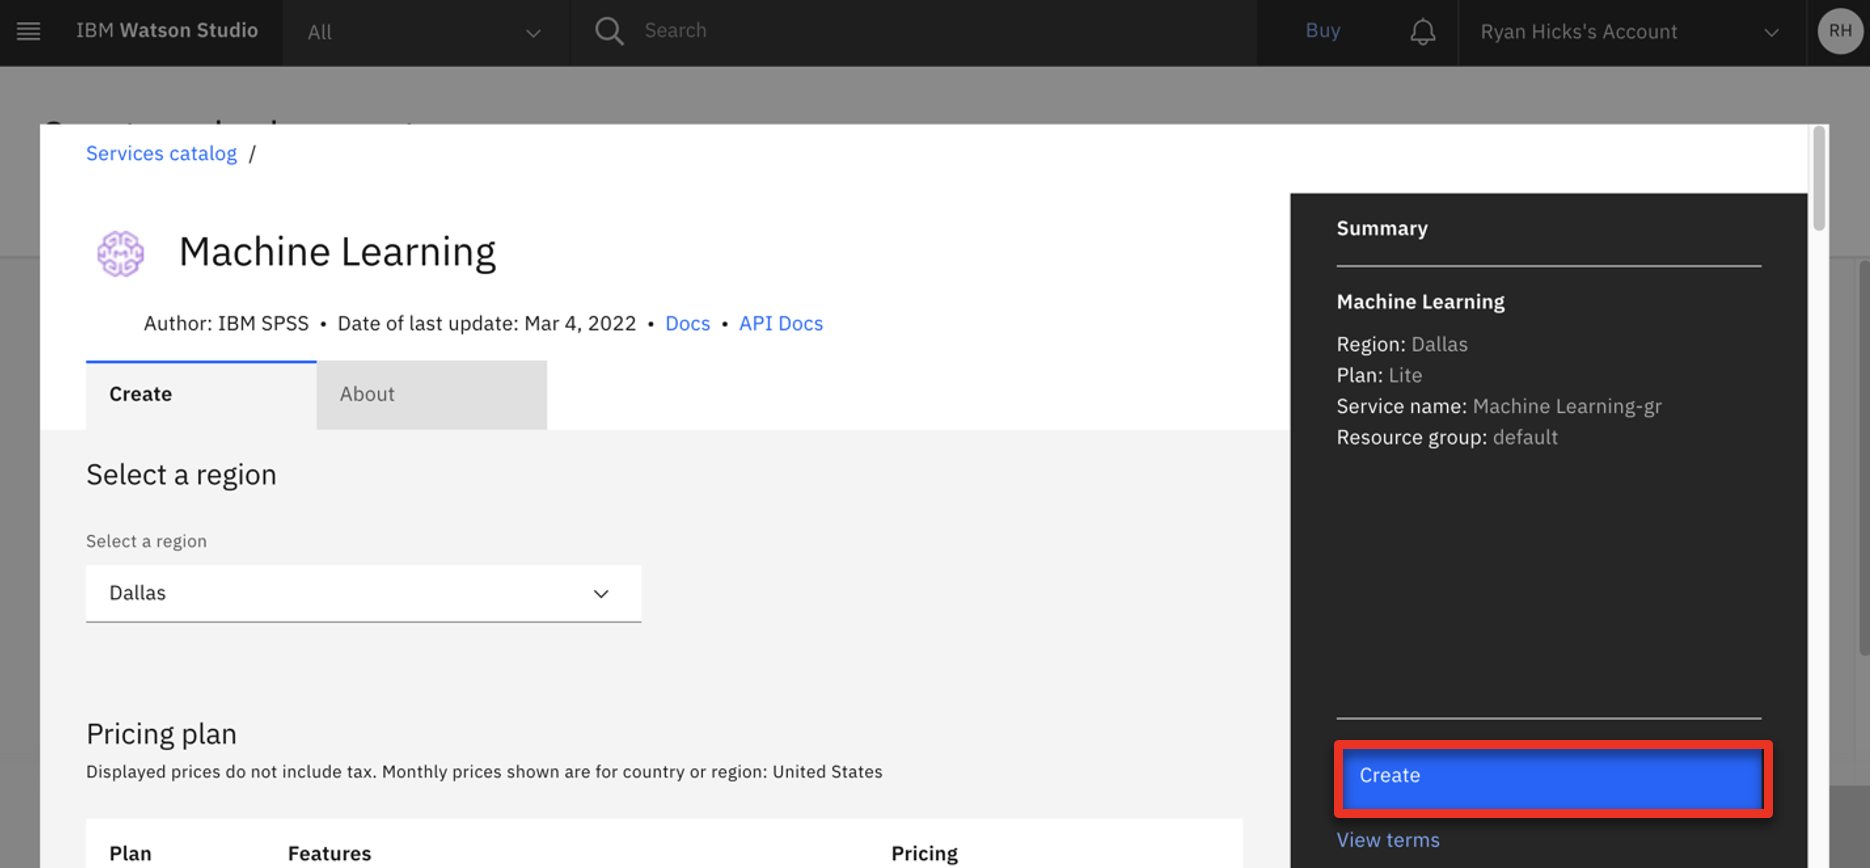 IBM Watson Studio
All
Search
Buy
Ryan Hicks's Account
RH
Services catalog /
Machine Learning
Author: IBM SPSS • Date of last update: Mar 4, 2022 • Docs • API Docs
Create
About
Select a region
Select a region
Dallas
Pricing plan
Displayed prices do not include tax. Monthly prices shown are for country or region: United States
Plan
Features
Pricing
Summary
Machine Learning
Region: Dallas
Plan: Lite
Service name: Machine Learning-gr
Resource group: default
Create
View terms